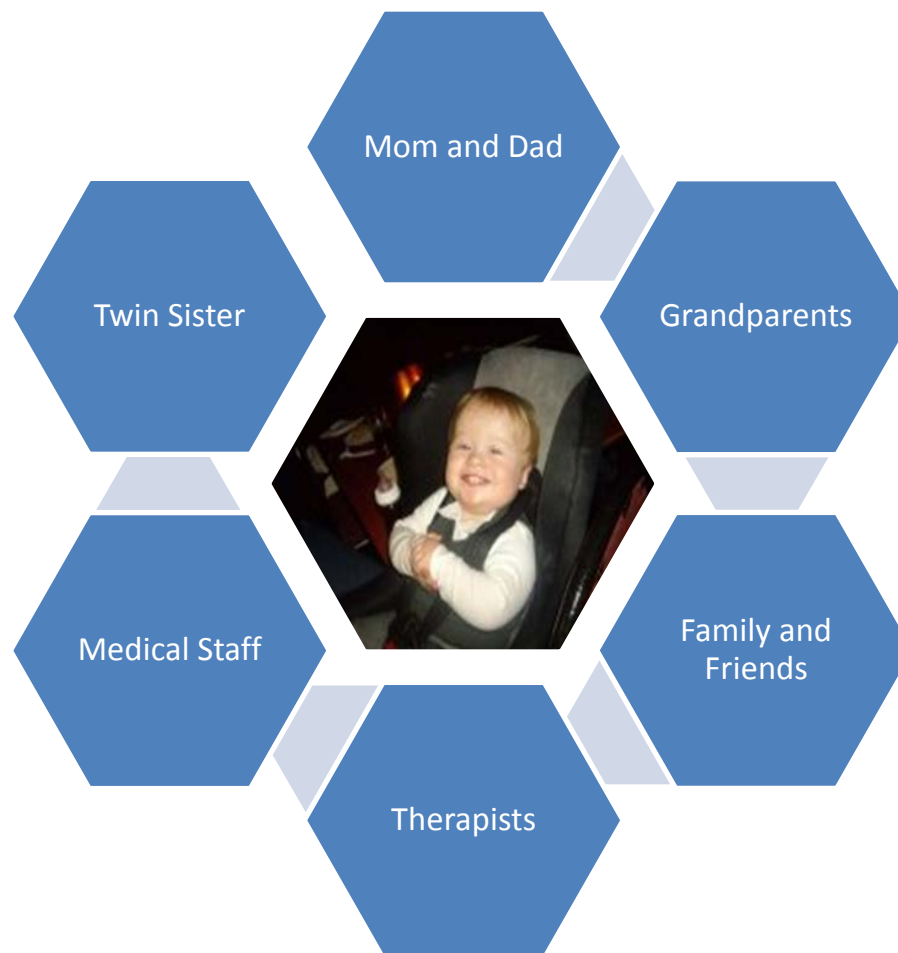 Mom and Dad
Twin Sister
Grandparents
Medical Staff
Family and
Friends
Therapists